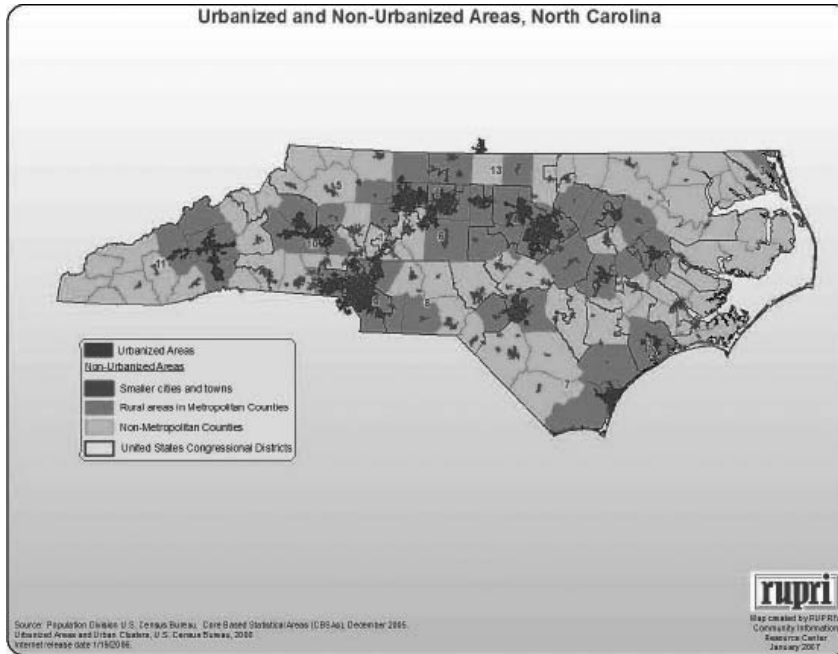 Urbanized and Non-Urbanized Areas, North Carolina
13
5
6
10
11
8
7
Urbanized Areas
Non-Urbanized Areas
Smaller cities and towns
Rural areas in Metropolitan Counties
Non-Metropolitan Counties
United States Congressional Districts
rupri
Map created by RUPRI
Community Information
Resource Center
January 2007
Source: Population Division U.S. Census Bureau, Core Based Statistical Areas (CBSAs), December 2005.
Urbanized Areas and Urban Clusters, U.S. Census Bureau, 2000
Internet release date